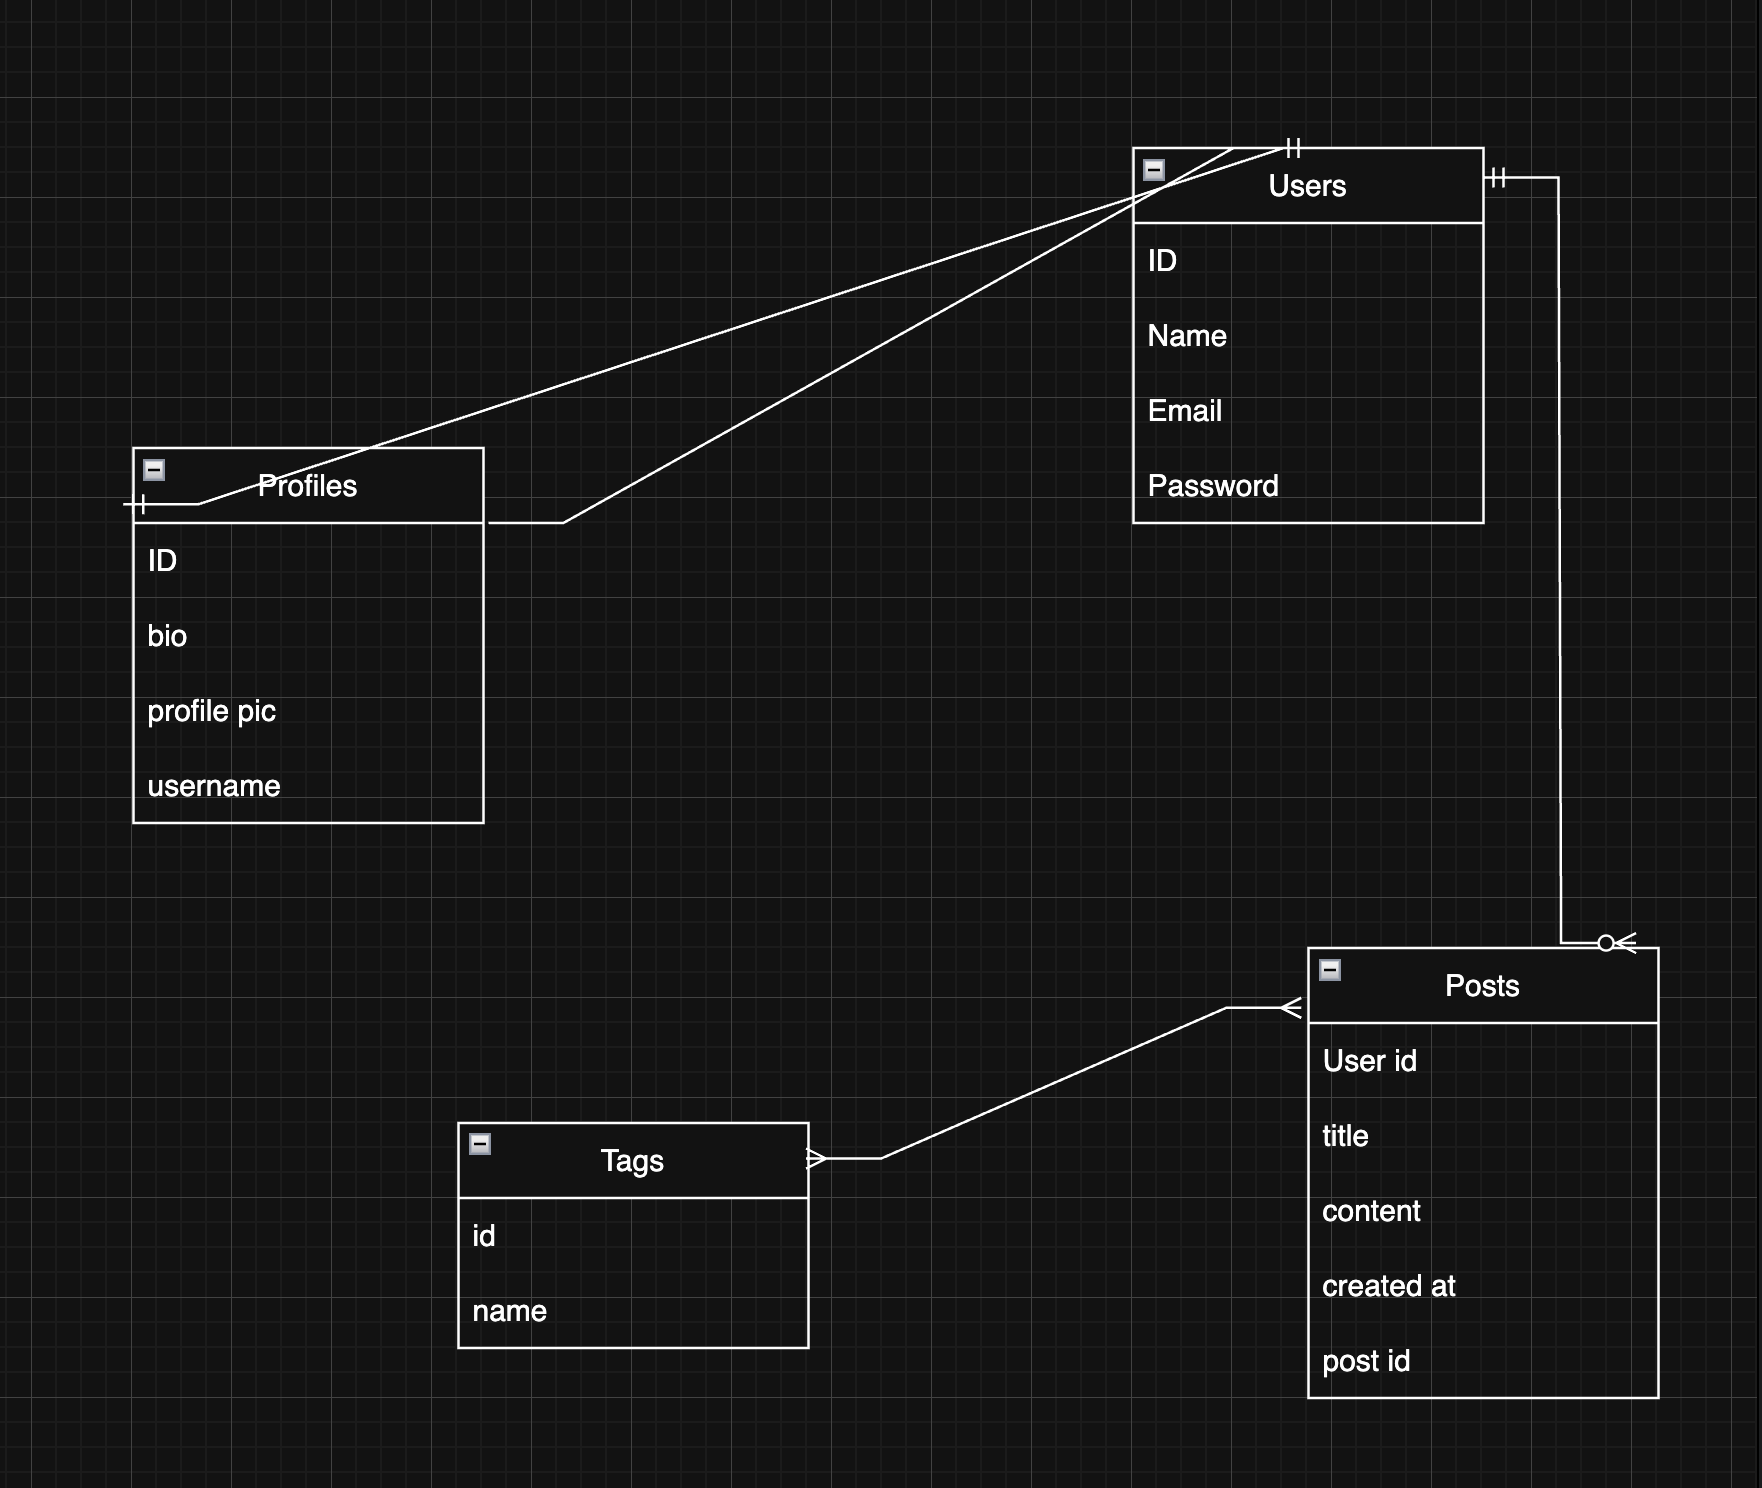 Users
ID
Name
Email
Password
Profiles
ID
bio
profile pic
username
Posts
User id
title
content
created at
post id
Tags
id
name